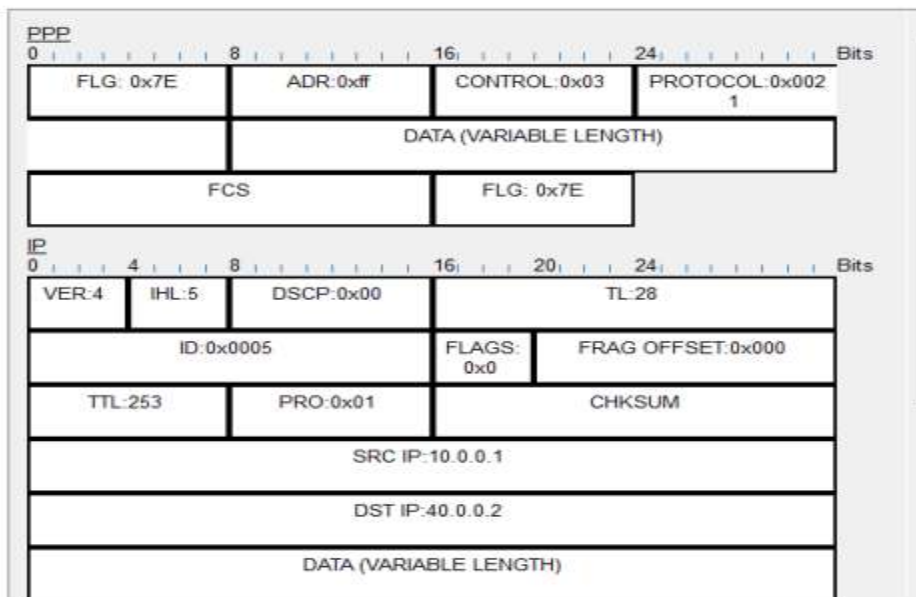 PPP
0 8 16 24 Bits
FLG: 0x7E ADR:0xff CONTROL:0x03 PROTOCOL:0x002
1
DATA (VARIABLE LENGTH)
FCS FLG: 0x7E
IP
0 4 8 16 20 24 Bits
VER:4 IHL:5 DSCP:0x00 TL:28
ID:0x0005 FLAGS: FRAG OFFSET:0x000
0x0
TTL:253 PRO:0x01 CHKSUM
SRC IP:10.0.0.1
DST IP:40.0.0.2
DATA (VARIABLE LENGTH)